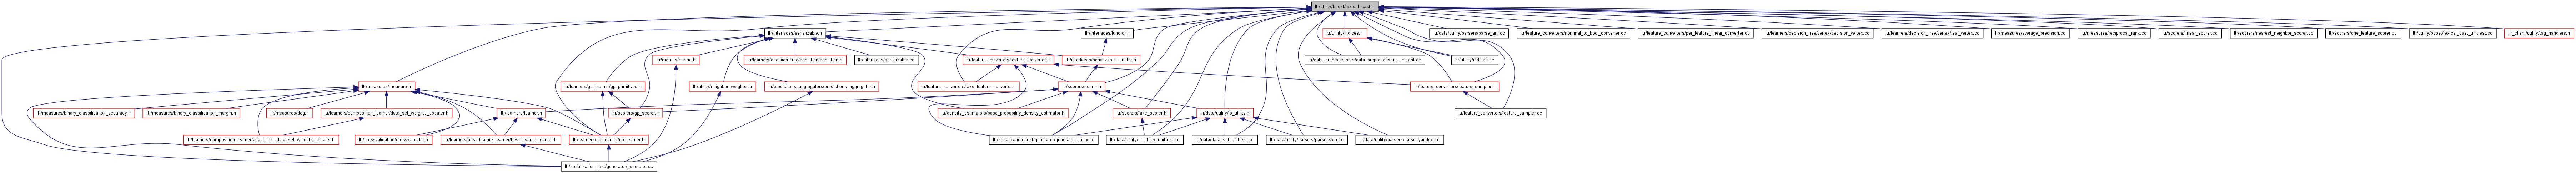 ltr/utility/boost/lexical_cast.h
ltr/interfaces/serializable.h
ltr/interfaces/functor.h
ltr/utility/indices.h
ltr/data/utility/parsers/parse_arff.cc
ltr/feature_converters/nominal_to_bool_converter.cc
ltr/feature_converters/per_feature_linear_converter.cc
ltr/learners/decision_tree/vertex/decision_vertex.cc
ltr/learners/decision_tree/vertex/leaf_vertex.cc
ltr/measures/average_precision.cc
ltr/measures/reciprocal_rank.cc
ltr/scorers/linear_scorer.cc
ltr/scorers/nearest_neighbor_scorer.cc
ltr/scorers/one_feature_scorer.cc
ltr/utility/boost/lexical_cast_unittest.cc
ltr_client/utility/tag_handlers.h
ltr/metrics/metric.h
ltr/learners/decision_tree/condition/condition.h
ltr/interfaces/serializable.cc
ltr/feature_converters/feature_converter.h
ltr/interfaces/serializable_functor.h
ltr/data_preprocessors/data_preprocessors_unittest.cc
ltr/utility/indices.cc
ltr/measures/measure.h
ltr/learners/gp_learner/gp_primitives.h
ltr/utility/neighbor_weighter.h
ltr/predictions_aggregators/predictions_aggregator.h
ltr/feature_converters/fake_feature_converter.h
ltr/scorers/scorer.h
ltr/feature_converters/feature_sampler.h
ltr/measures/binary_classification_accuracy.h
ltr/measures/binary_classification_margin.h
ltr/measures/dcg.h
ltr/learners/composition_learner/data_set_weights_updater.h
ltr/learners/learner.h
ltr/scorers/gp_scorer.h
ltr/density_estimators/base_probability_density_estimator.h
ltr/scorers/fake_scorer.h
ltr/data/utility/io_utility.h
ltr/feature_converters/feature_sampler.cc
ltr/learners/composition_learner/ada_boost_data_set_weights_updater.h
ltr/crossvalidation/crossvalidator.h
ltr/learners/best_feature_learner/best_feature_learner.h
ltr/learners/gp_learner/gp_learner.h
ltr/serialization_test/generator/generator_utility.cc
ltr/data/utility/io_utility_unittest.cc
ltr/data/data_set_unittest.cc
ltr/data/utility/parsers/parse_svm.cc
ltr/data/utility/parsers/parse_yandex.cc
ltr/serialization_test/generator/generator.cc